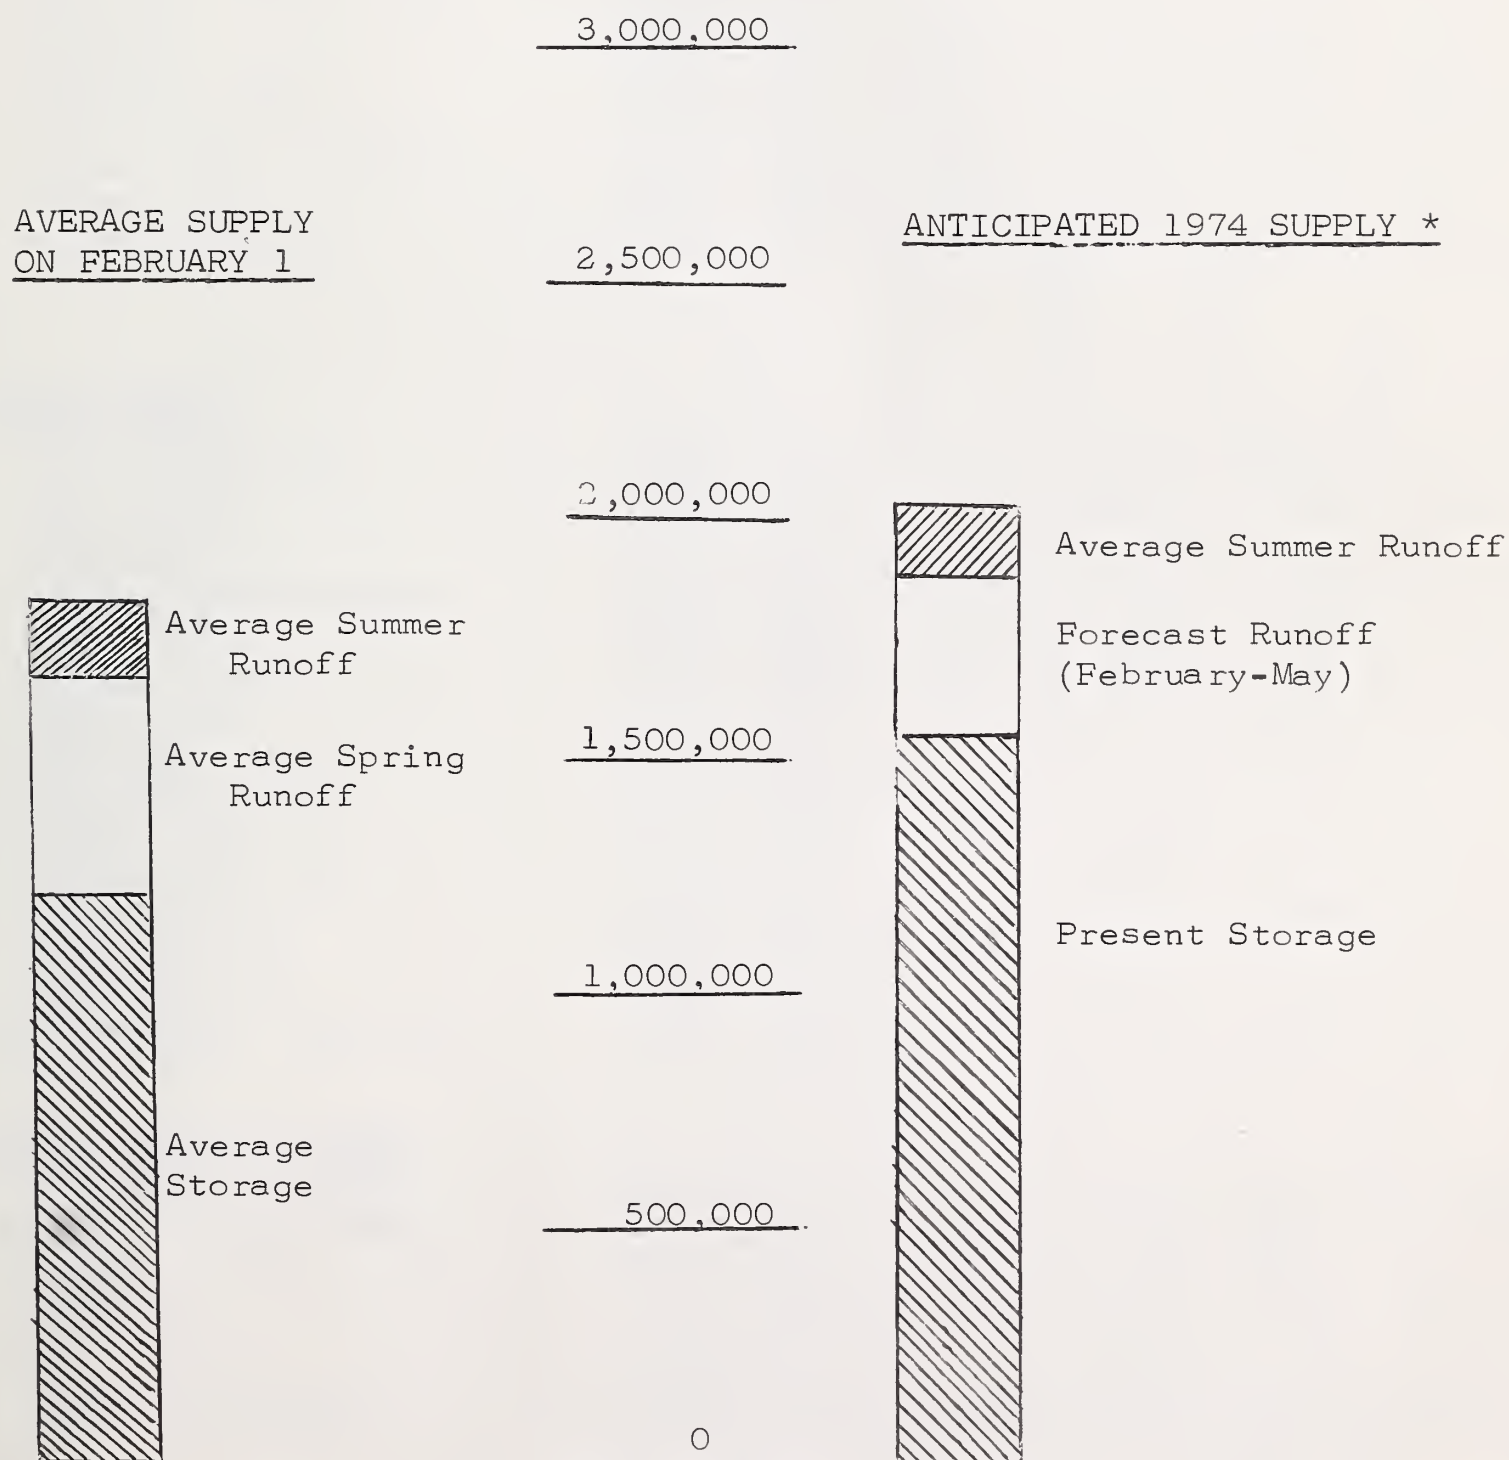 3,000,000
AVERAGE SUPPLY
ON FEBRUARY 1
ANTICIPATED 1974 SUPPLY *
2,500,000
2,000,000
Average Summer Runoff
Average Summer
Runoff
Forecast Runoff
(February-May)
Average Spring
Runoff
1,500,000
Present Storage
1,000,000
Average
Storage
500,000
0